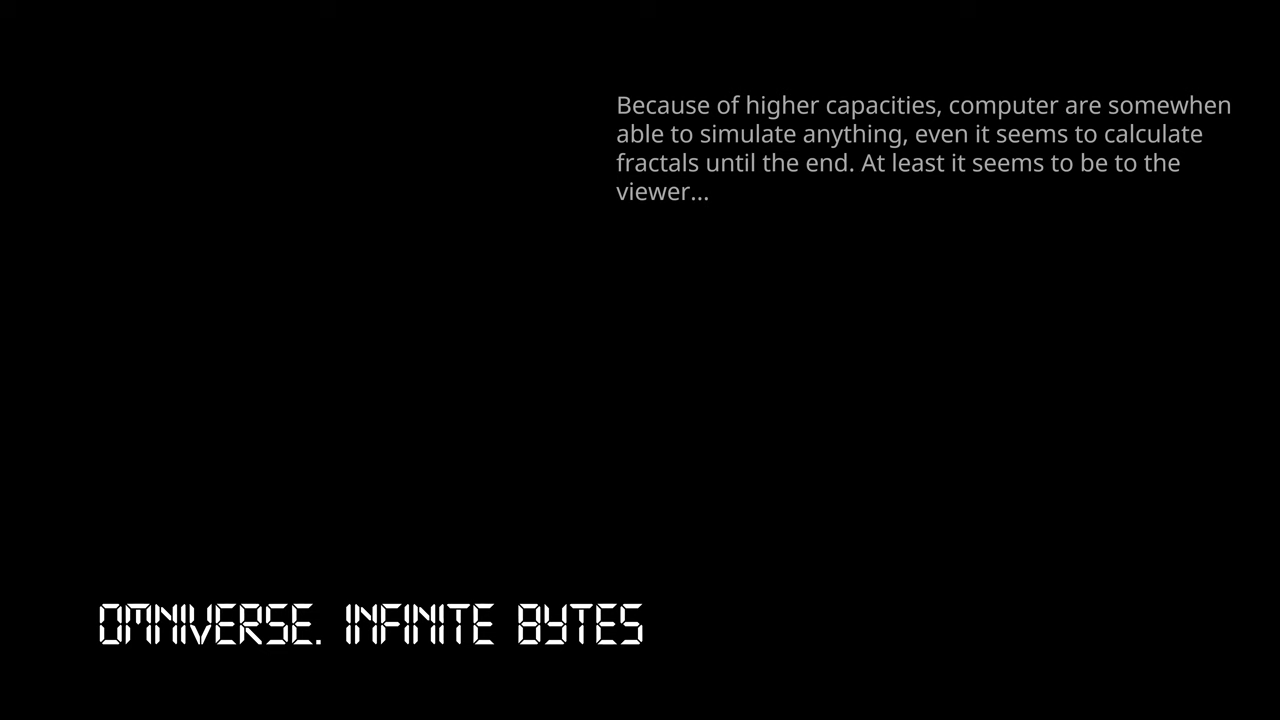 Because of higher capacities, computer are somewhen
able to simulate anything, even it seems to calculate
fractals until the end. At least it seems to be to the
viewer...
OMNIVERSE. INFINITE BYTES